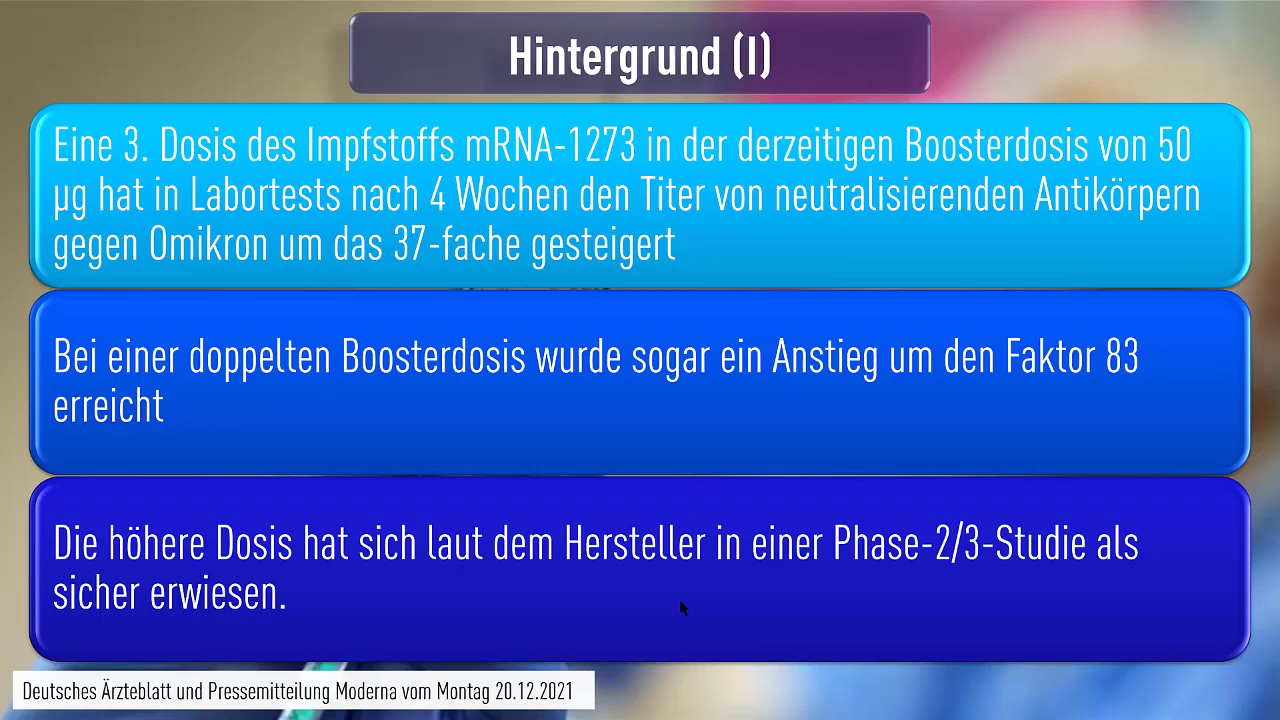 Hintergrund (I)
Eine 3. Dosis des Impfstoffs mRNA-1273 in der derzeitigen Boosterdosis von 50
µg hat in Labortests nach 4 Wochen den Titer von neutralisierenden Antikörpern
gegen Omikron um das 37-fache gesteigert
Bei einer doppelten Boosterdosis wurde sogar ein Anstieg um den Faktor 83
erreicht
Die höhere Dosis hat sich laut dem Hersteller in einer Phase-2/3-Studie als
sicher erwiesen.
Deutsches Ärzteblatt und Pressemitteilung Moderna vom Montag 20.12.2021